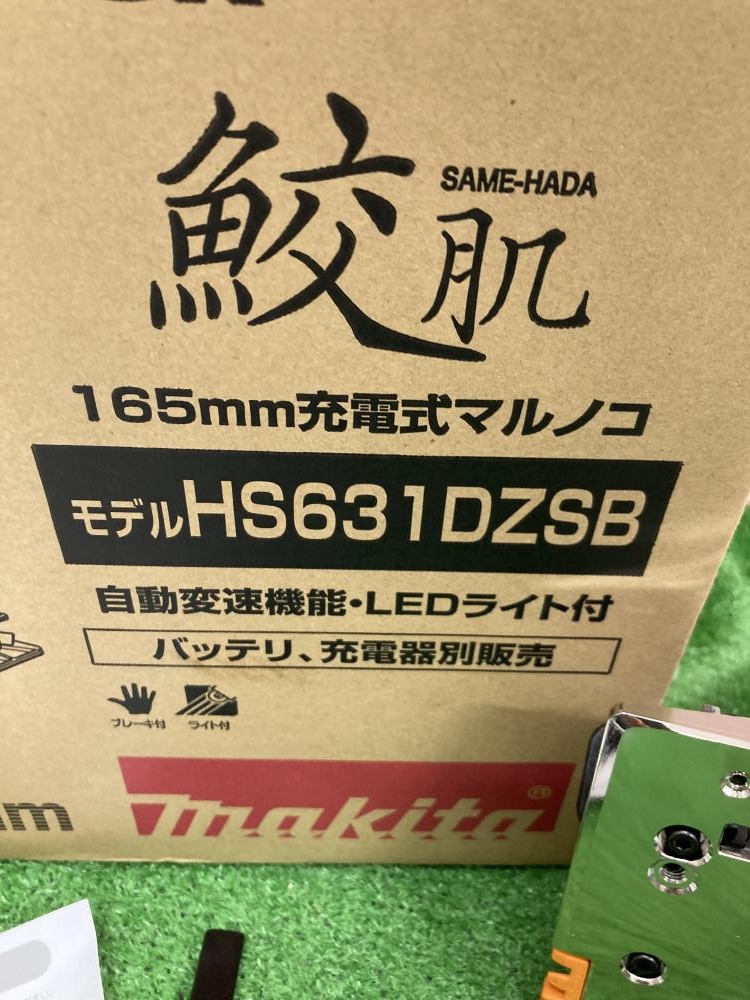 鮫肌
SAME-HADA
165mm充電式マルノコ
モデルHS631DZSB
自動変速機能・LEDライト付
バッテリ、充電器別販売
ブレーキ付 ライト付
makita®